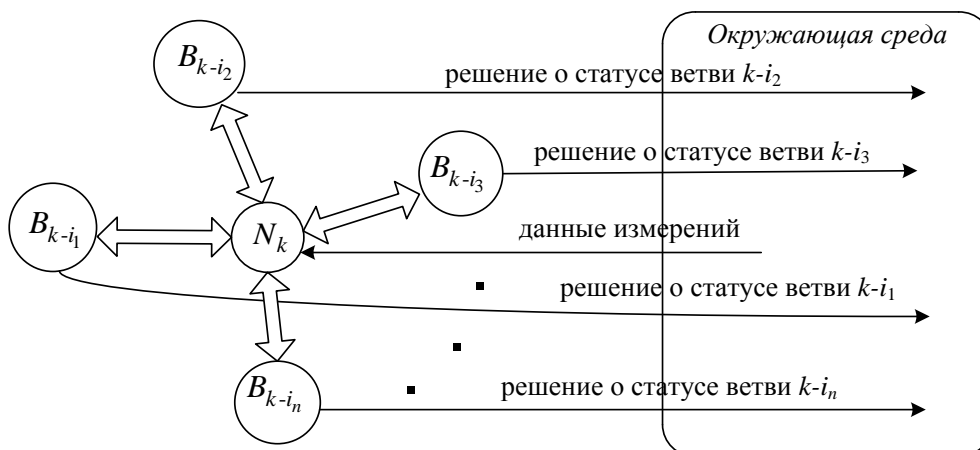 Окружающая среда
B_{k-i_2}
решение о статусе ветви k-i_2
решение о статусе ветви k-i_3
B_{k-i_3}
B_{k-i_1}
N_k
данные измерений
решение о статусе ветви k-i_1
B_{k-i_n}
решение о статусе ветви k-i_n